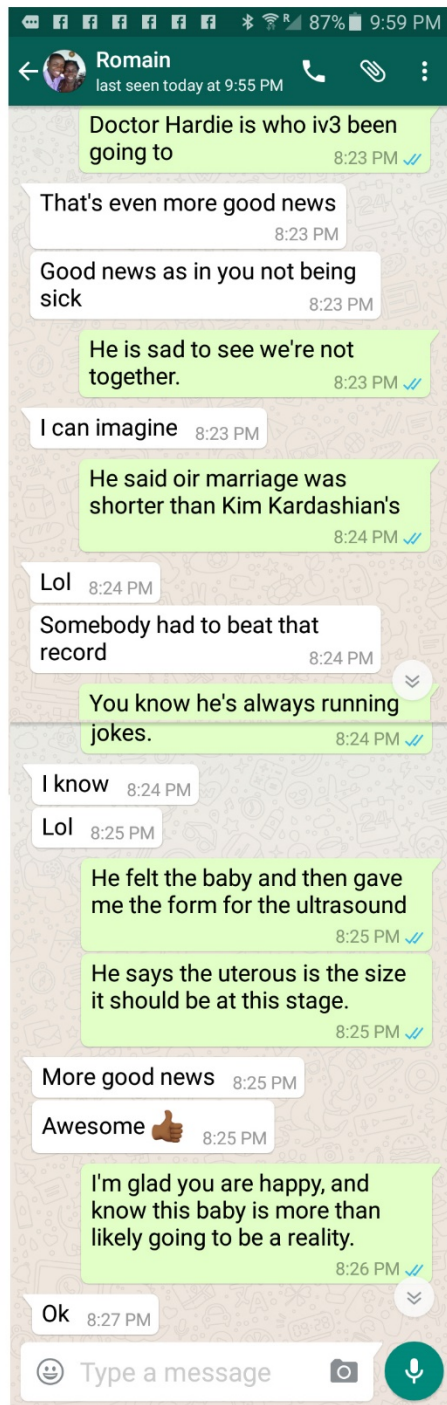 87% 9:59 PM
Romain
last seen today at 9:55 PM
Doctor Hardie is who iv3 been
going to
8:23 PM
That's even more good news
8:23 PM
Good news as in you not being
sick
8:23 PM
He is sad to see we're not
together.
8:23 PM
I can imagine 8:23 PM
He said oir marriage was
shorter than Kim Kardashian's
8:24 PM
Lol 8:24 PM
Somebody had to beat that
record
8:24 PM
You know he's always running
jokes.
8:24 PM
I know 8:24 PM
Lol 8:25 PM
He felt the baby and then gave
me the form for the ultrasound
8:25 PM
He says the uterous is the size
it should be at this stage.
8:25 PM
More good news 8:25 PM
Awesome 👍🏾 8:25 PM
I'm glad you are happy, and
know this baby is more than
likely going to be a reality.
8:26 PM
Ok 8:27 PM
Type a message